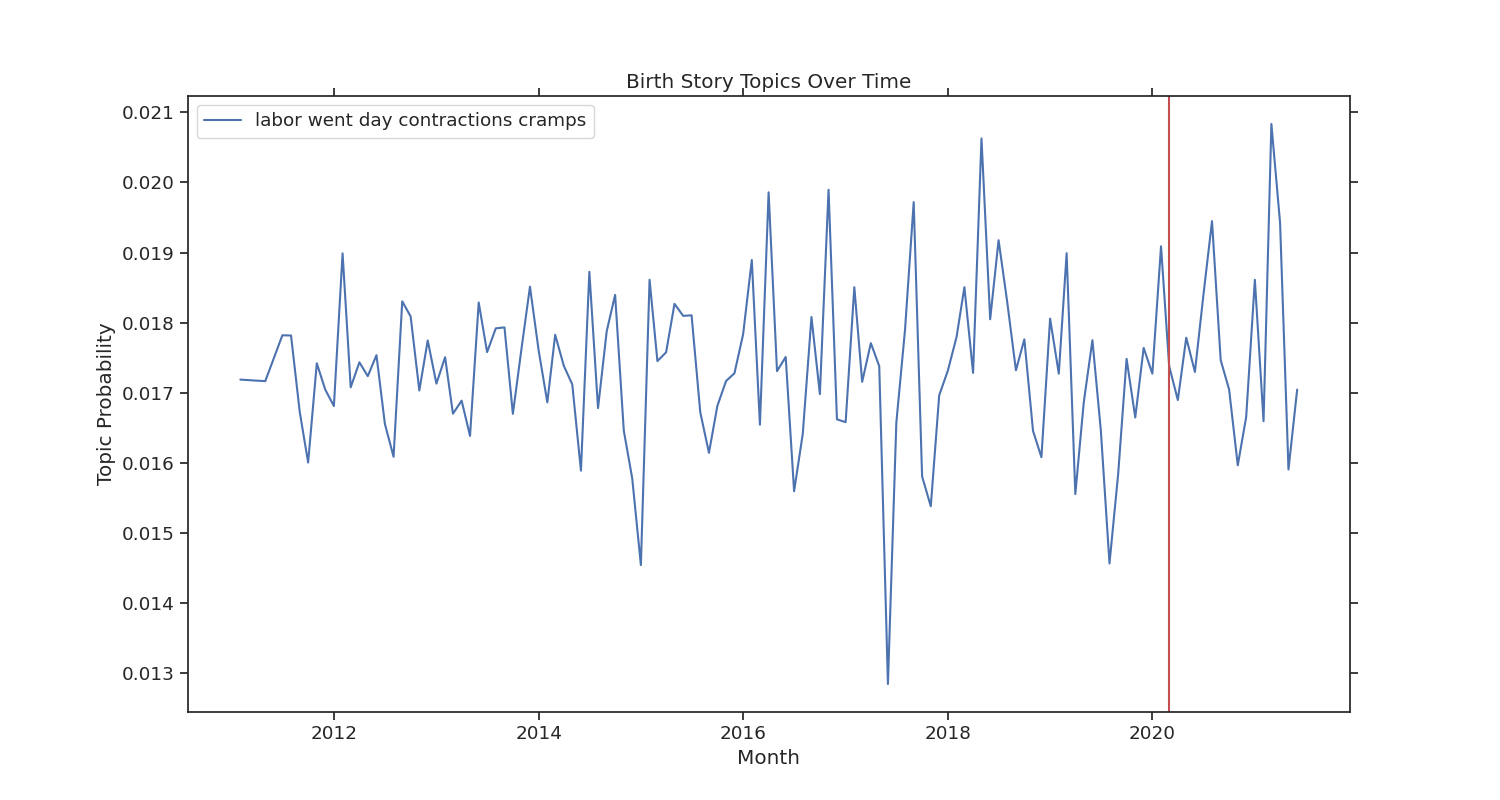 Birth Story Topics Over Time
labor went day contractions cramps
Topic Probability
0.021
0.020
0.019
0.018
0.017
0.016
0.015
0.014
0.013
2012 2014 2016 2018 2020
Month